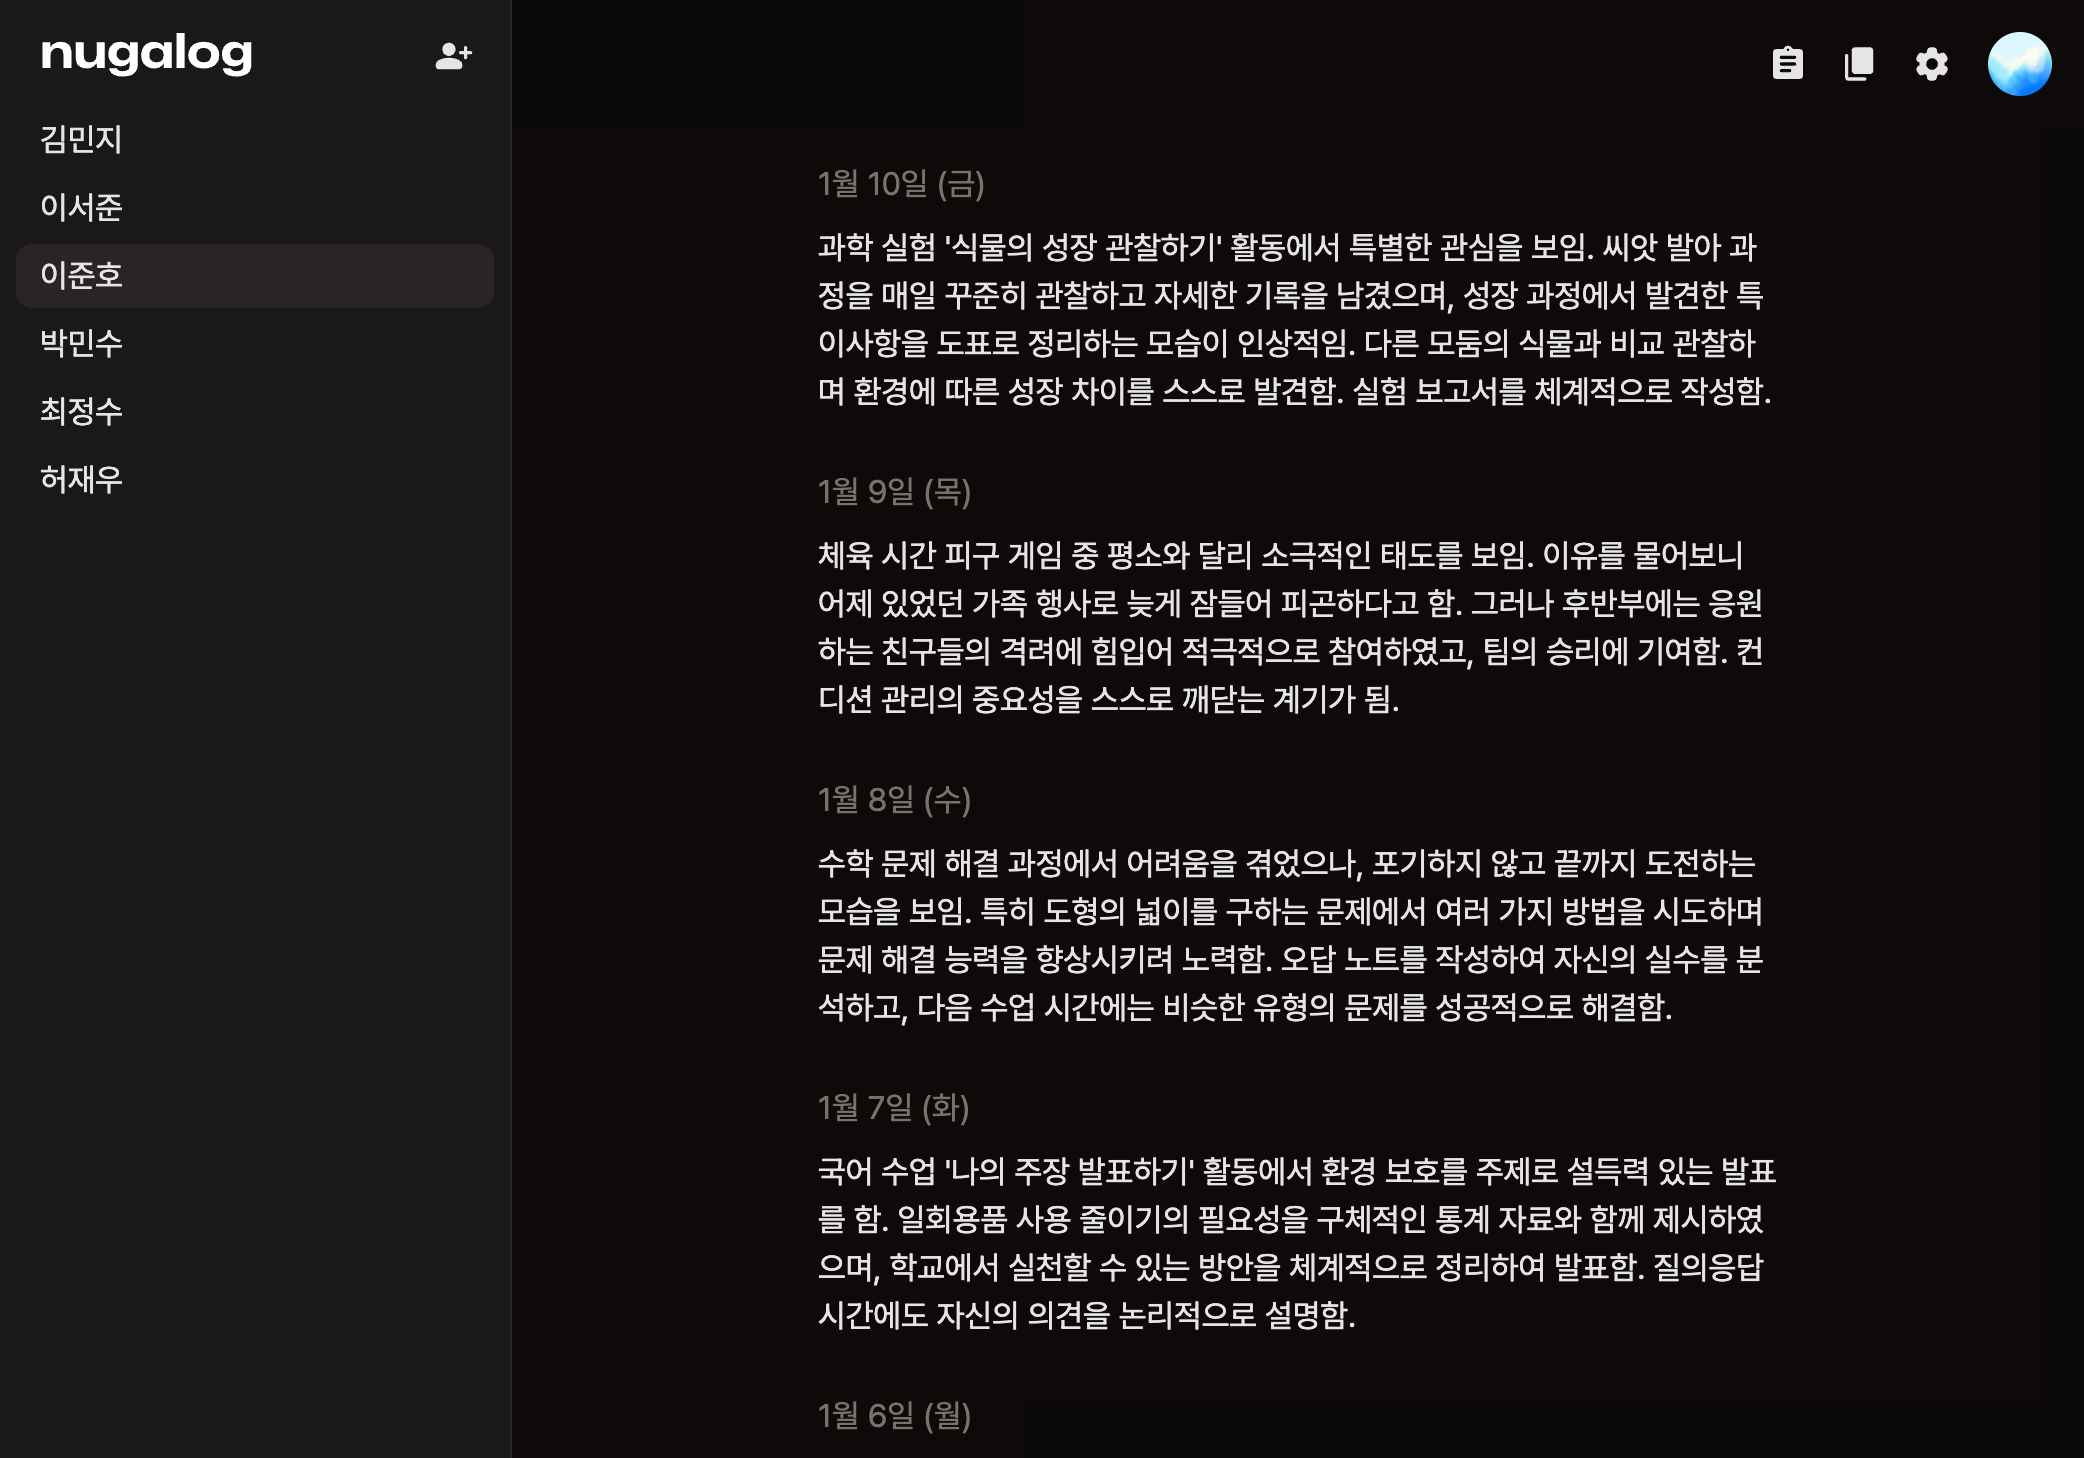 nugalog
김민지
이서준
이준호
박민수
최정수
허재우
1월 10일 (금)
과학 실험 '식물의 성장 관찰하기' 활동에서 특별한 관심을 보임. 씨앗 발아 과
정을 매일 꾸준히 관찰하고 자세한 기록을 남겼으며, 성장 과정에서 발견한 특
이사항을 도표로 정리하는 모습이 인상적임. 다른 모둠의 식물과 비교 관찰하
며 환경에 따른 성장 차이를 스스로 발견함. 실험 보고서를 체계적으로 작성함.
1월 9일 (목)
체육 시간 피구 게임 중 평소와 달리 소극적인 태도를 보임. 이유를 물어보니
어제 있었던 가족 행사로 늦게 잠들어 피곤하다고 함. 그러나 후반부에는 응원
하는 친구들의 격려에 힘입어 적극적으로 참여하였고, 팀의 승리에 기여함. 컨
디션 관리의 중요성을 스스로 깨닫는 계기가 됨.
1월 8일 (수)
수학 문제 해결 과정에서 어려움을 겪었으나, 포기하지 않고 끝까지 도전하는
모습을 보임. 특히 도형의 넓이를 구하는 문제에서 여러 가지 방법을 시도하며
문제 해결 능력을 향상시키려 노력함. 오답 노트를 작성하여 자신의 실수를 분
석하고, 다음 수업 시간에는 비슷한 유형의 문제를 성공적으로 해결함.
1월 7일 (화)
국어 수업 '나의 주장 발표하기' 활동에서 환경 보호를 주제로 설득력 있는 발표
를 함. 일회용품 사용 줄이기의 필요성을 구체적인 통계 자료와 함께 제시하였
으며, 학교에서 실천할 수 있는 방안을 체계적으로 정리하여 발표함. 질의응답
시간에도 자신의 의견을 논리적으로 설명함.
1월 6일 (월)